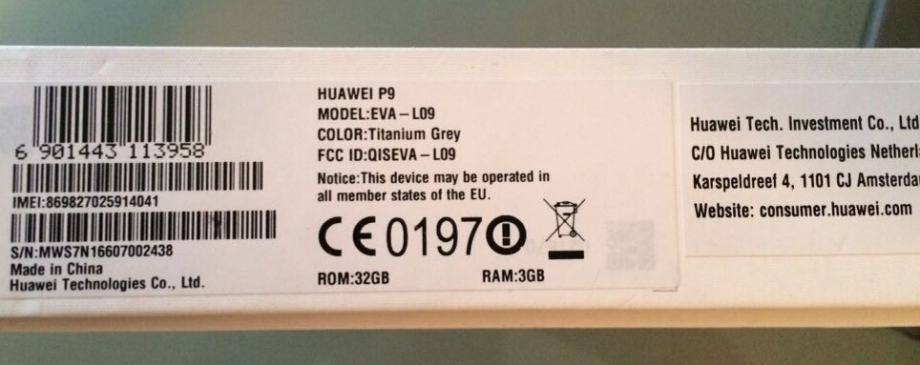 6 901443 113958
IMEI:869827025914041
S/N:MWS7N16607002438
Made in China
Huawei Technologies Co., Ltd.
HUAWEI P9
MODEL:EVA-L09
COLOR:Titanium Grey
FCC ID:QISEVA-L09
Notice:This device may be operated in
all member states of the EU.
CE0197
ROM:32GB RAM:3GB
Huawei Tech. Investment Co., Ltd
C/O Huawei Technologies
Karspeldreef 4, 1101 CJ
Website: consumer.huawei.com